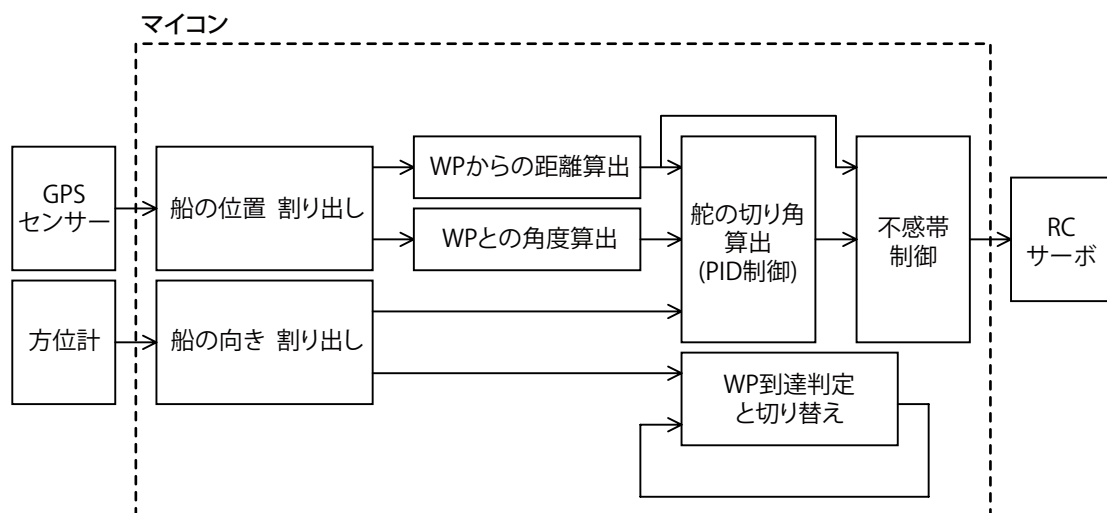 マイコン
GPS
センサー
方位計
船の位置 割り出し
船の向き 割り出し
WPからの距離算出
WPとの角度算出
舵の切り角
算出
(PID制御)
不感帯
制御
WP到達判定
と切り替え
RC
サーボ